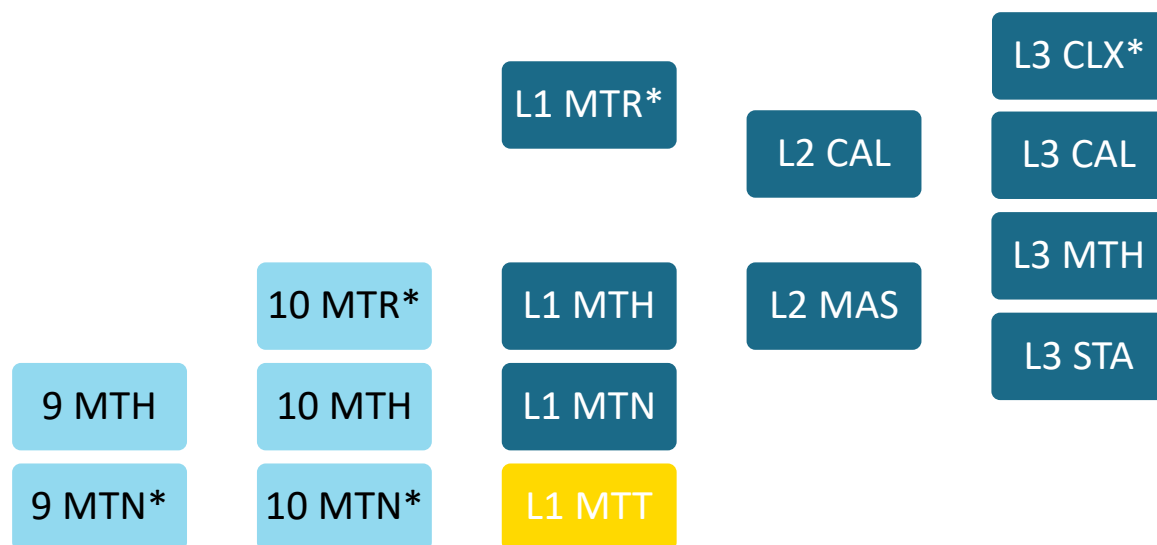 L3 CLX*
L1 MTR*
L2 CAL
L3 CAL
L3 MTH
10 MTR*
L1 MTH
L2 MAS
L3 STA
9 MTH
10 MTH
L1 MTN
9 MTN*
10 MTN*
L1 MTT